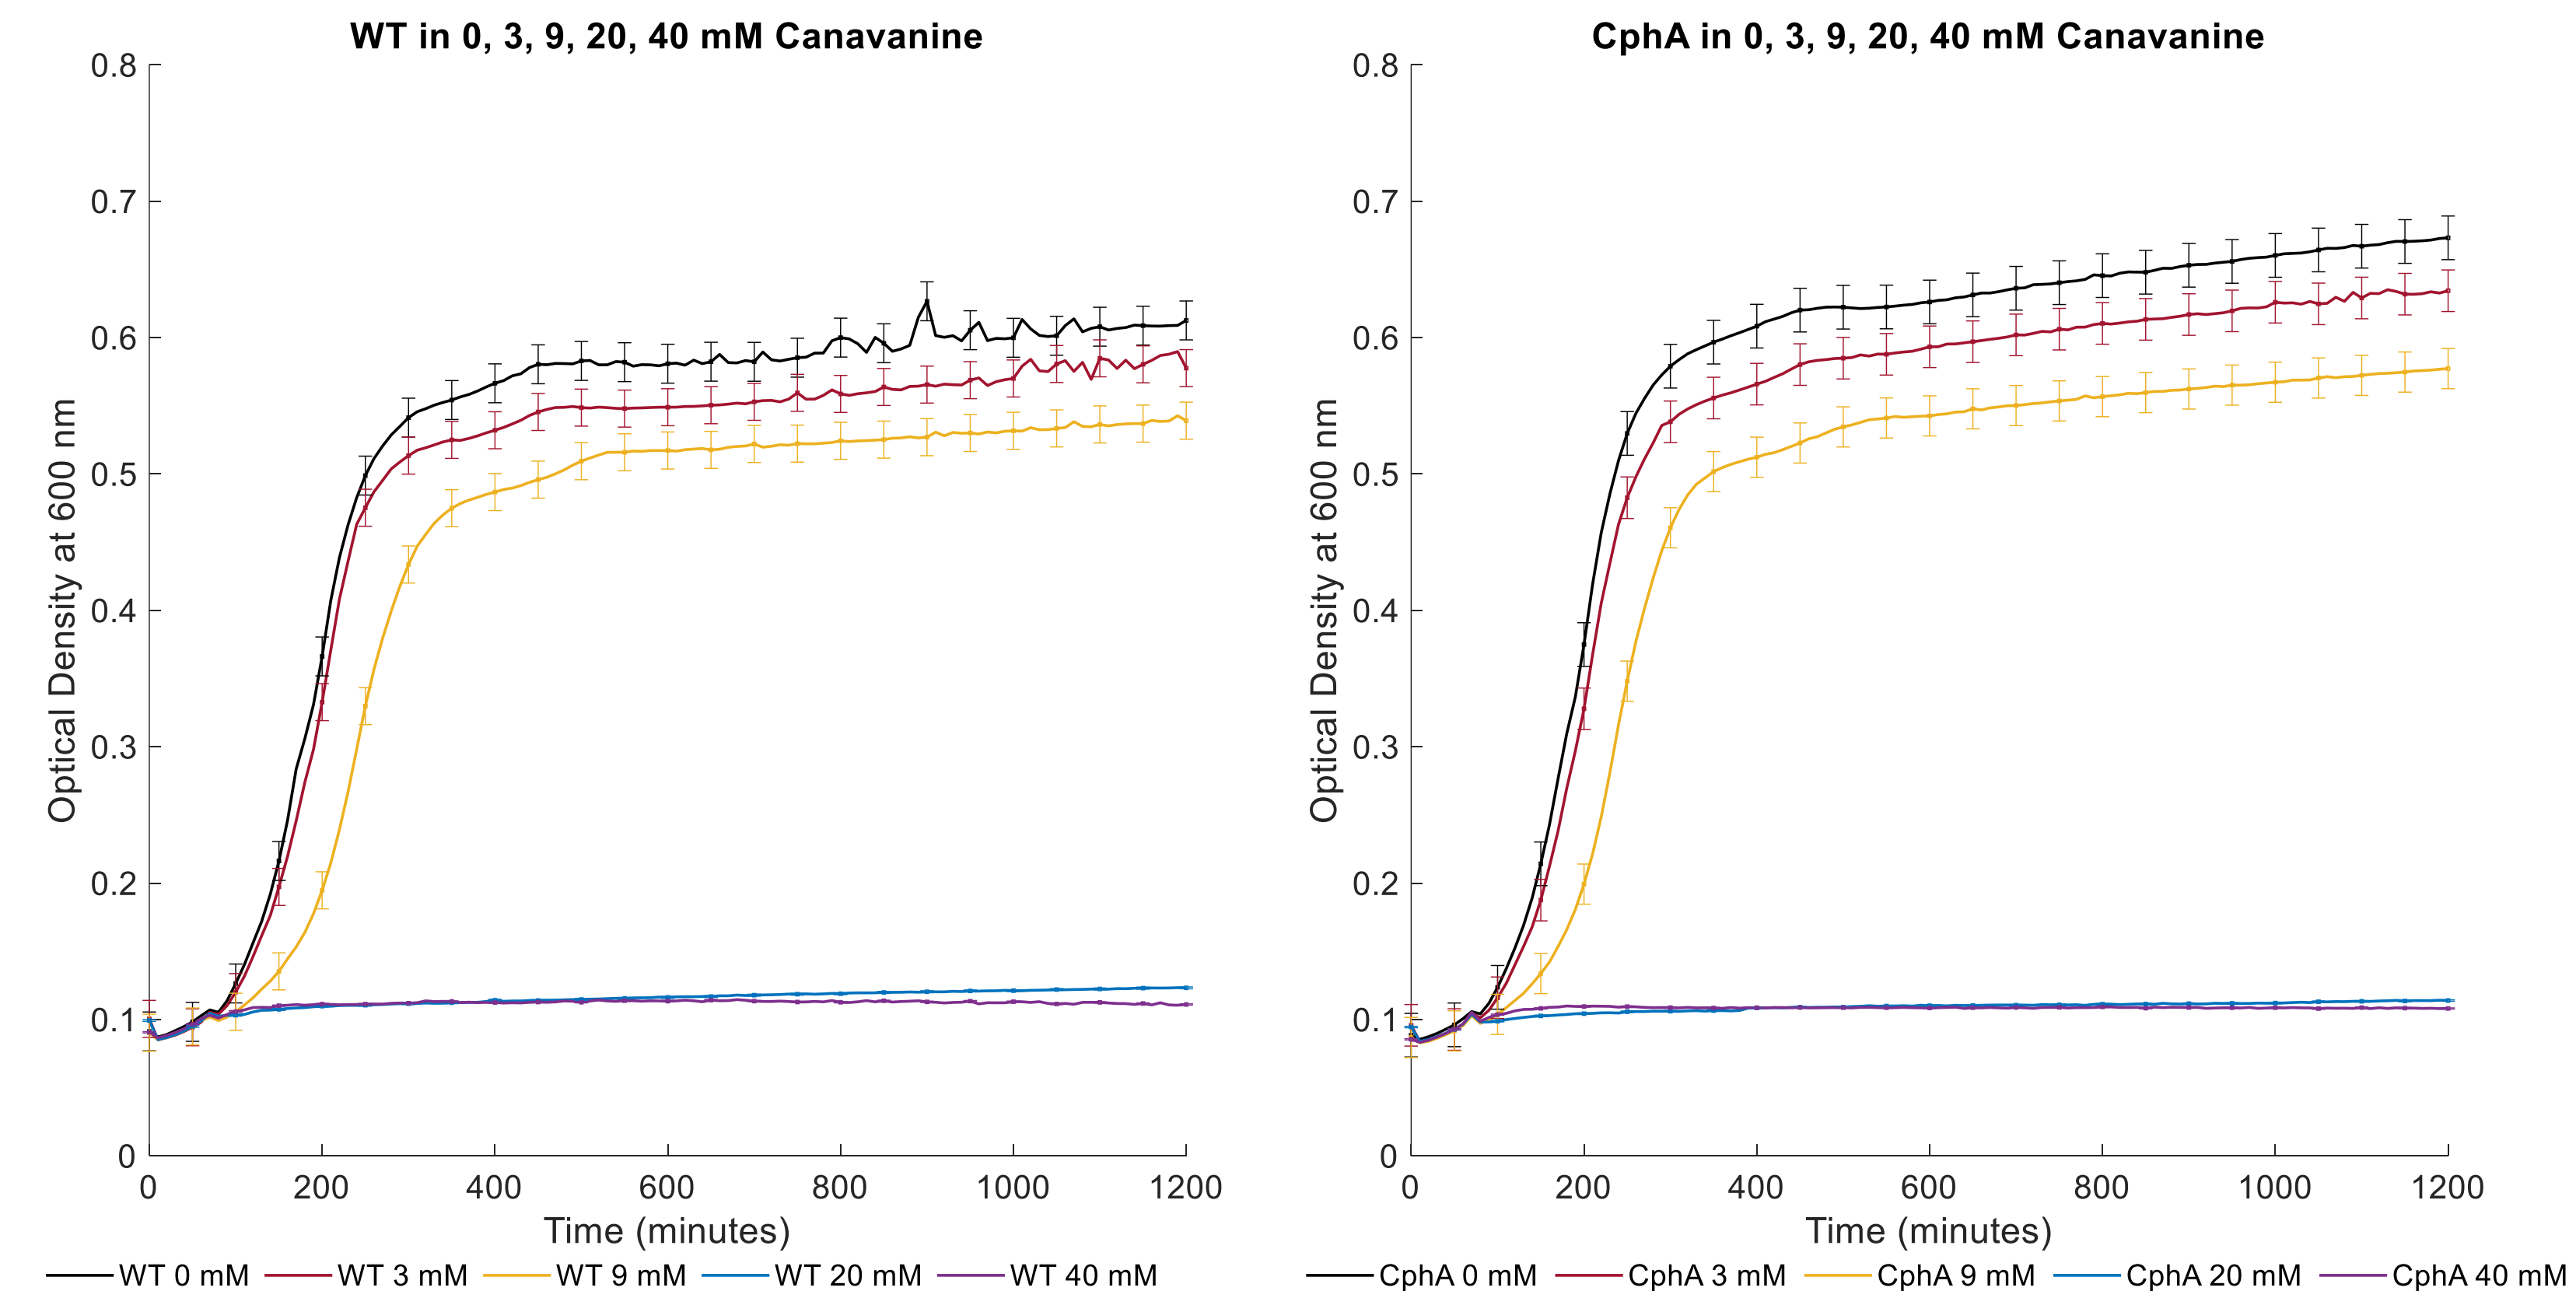 WT in 0, 3, 9, 20, 40 mM Canavanine
0.8
0.7
0.6
0.5
0.4
0.3
0.2
0.1
0
Optical Density at 600 nm
0 200 400 600 800 1000 1200
Time (minutes)
WT 0 mM WT 3 mM WT 9 mM WT 20 mM WT 40 mM
CphA in 0, 3, 9, 20, 40 mM Canavanine
0.8
0.7
0.6
0.5
0.4
0.3
0.2
0.1
0
Optical Density at 600 nm
0 200 400 600 800 1000 1200
Time (minutes)
CphA 0 mM CphA 3 mM CphA 9 mM CphA 20 mM CphA 40 mM